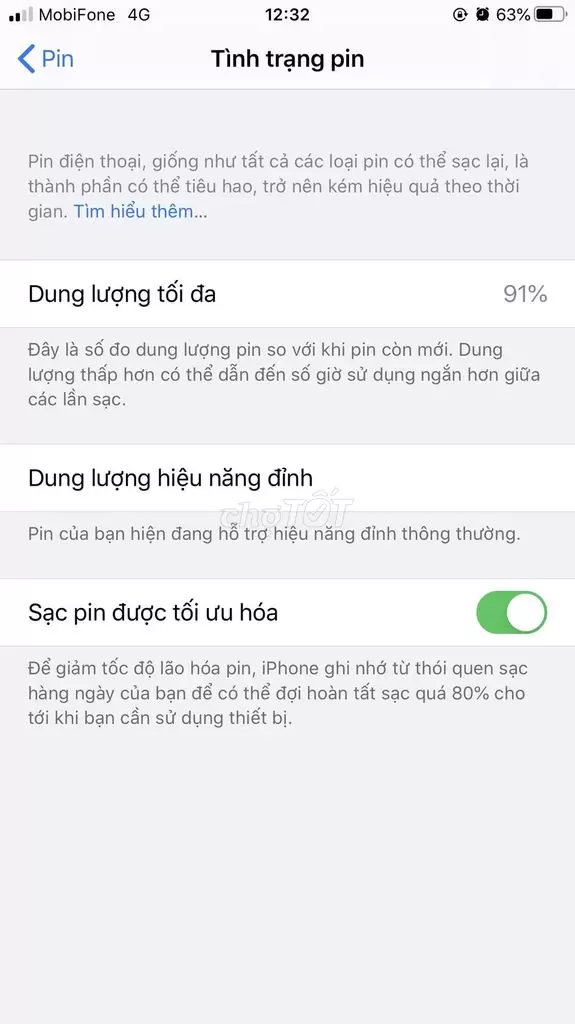 MobiFone 4G 12:32 63%
Pin Tình trạng pin
Pin điện thoại, giống như tất cả các loại pin có thể sạc lại, là
thành phần có thể tiêu hao, trở nên kém hiệu quả theo thời
gian. Tìm hiểu thêm...
Dung lượng tối đa 91%
Đây là số đo dung lượng pin so với khi pin còn mới. Dung
lượng thấp hơn có thể dẫn đến số giờ sử dụng ngắn hơn giữa
các lần sạc.
Dung lượng hiệu năng đỉnh
choTỐT
Pin của bạn hiện đang hỗ trợ hiệu năng đỉnh thông thường.
Sạc pin được tối ưu hóa
Để giảm tốc độ lão hóa pin, iPhone ghi nhớ từ thói quen sạc
hàng ngày của bạn để có thể đợi hoàn tất sạc quá 80% cho
tới khi bạn cần sử dụng thiết bị.